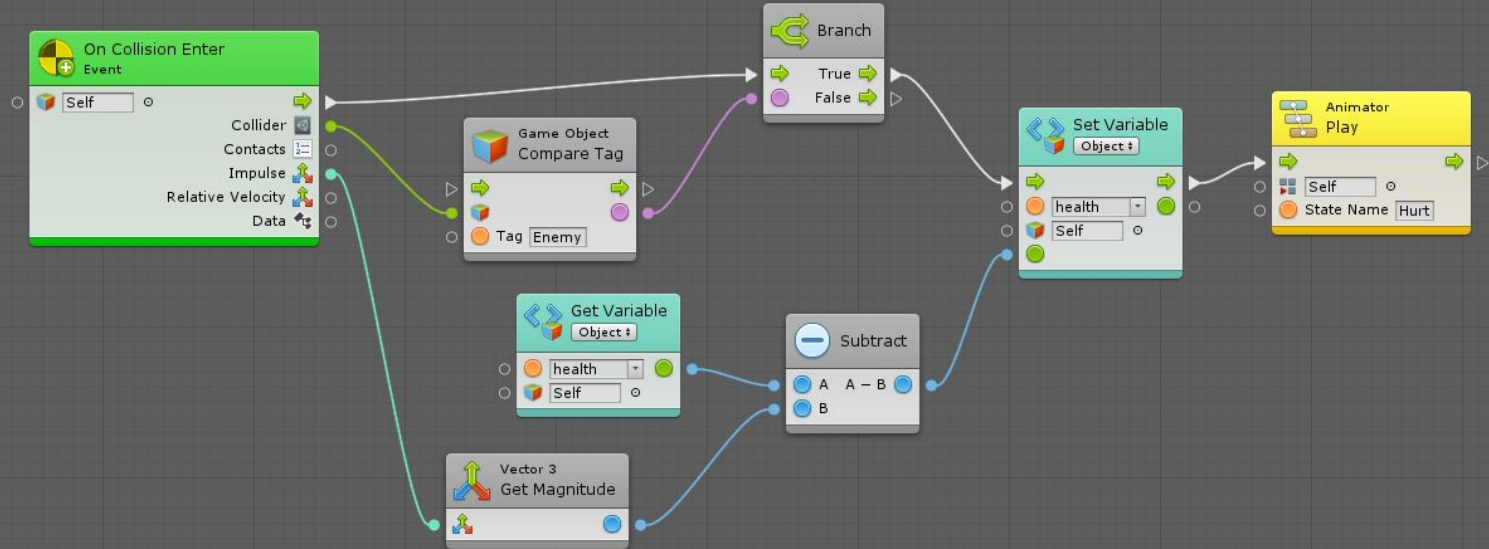 On Collision Enter
Event
Self
Collider
Contacts
Impulse
Relative Velocity
Data
Game Object
Compare Tag
Tag Enemy
Branch
True
False
Get Variable
Object
health
Self
Vector 3
Get Magnitude
Subtract
A A – B
B
Set Variable
Object
health
Self
Animator
Play
Self
State Name Hurt